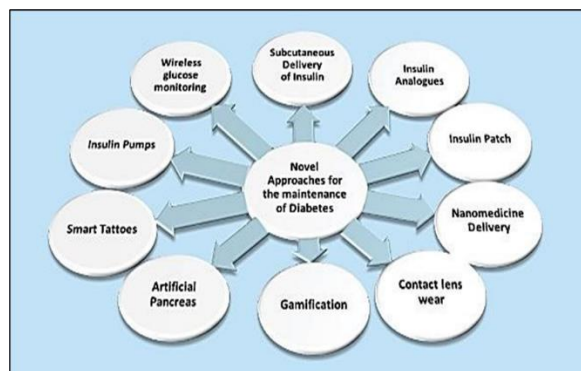 Wireless
glucose
monitoring
Subcutaneous
Delivery
of Insulin
Insulin
Analogues
Insulin Pumps
Insulin Patch
Novel
Approaches for
the maintenance
of Diabetes
Smart Tattoes
Nanomedicine
Delivery
Artificial
Pancreas
Gamification
Contact lens
wear